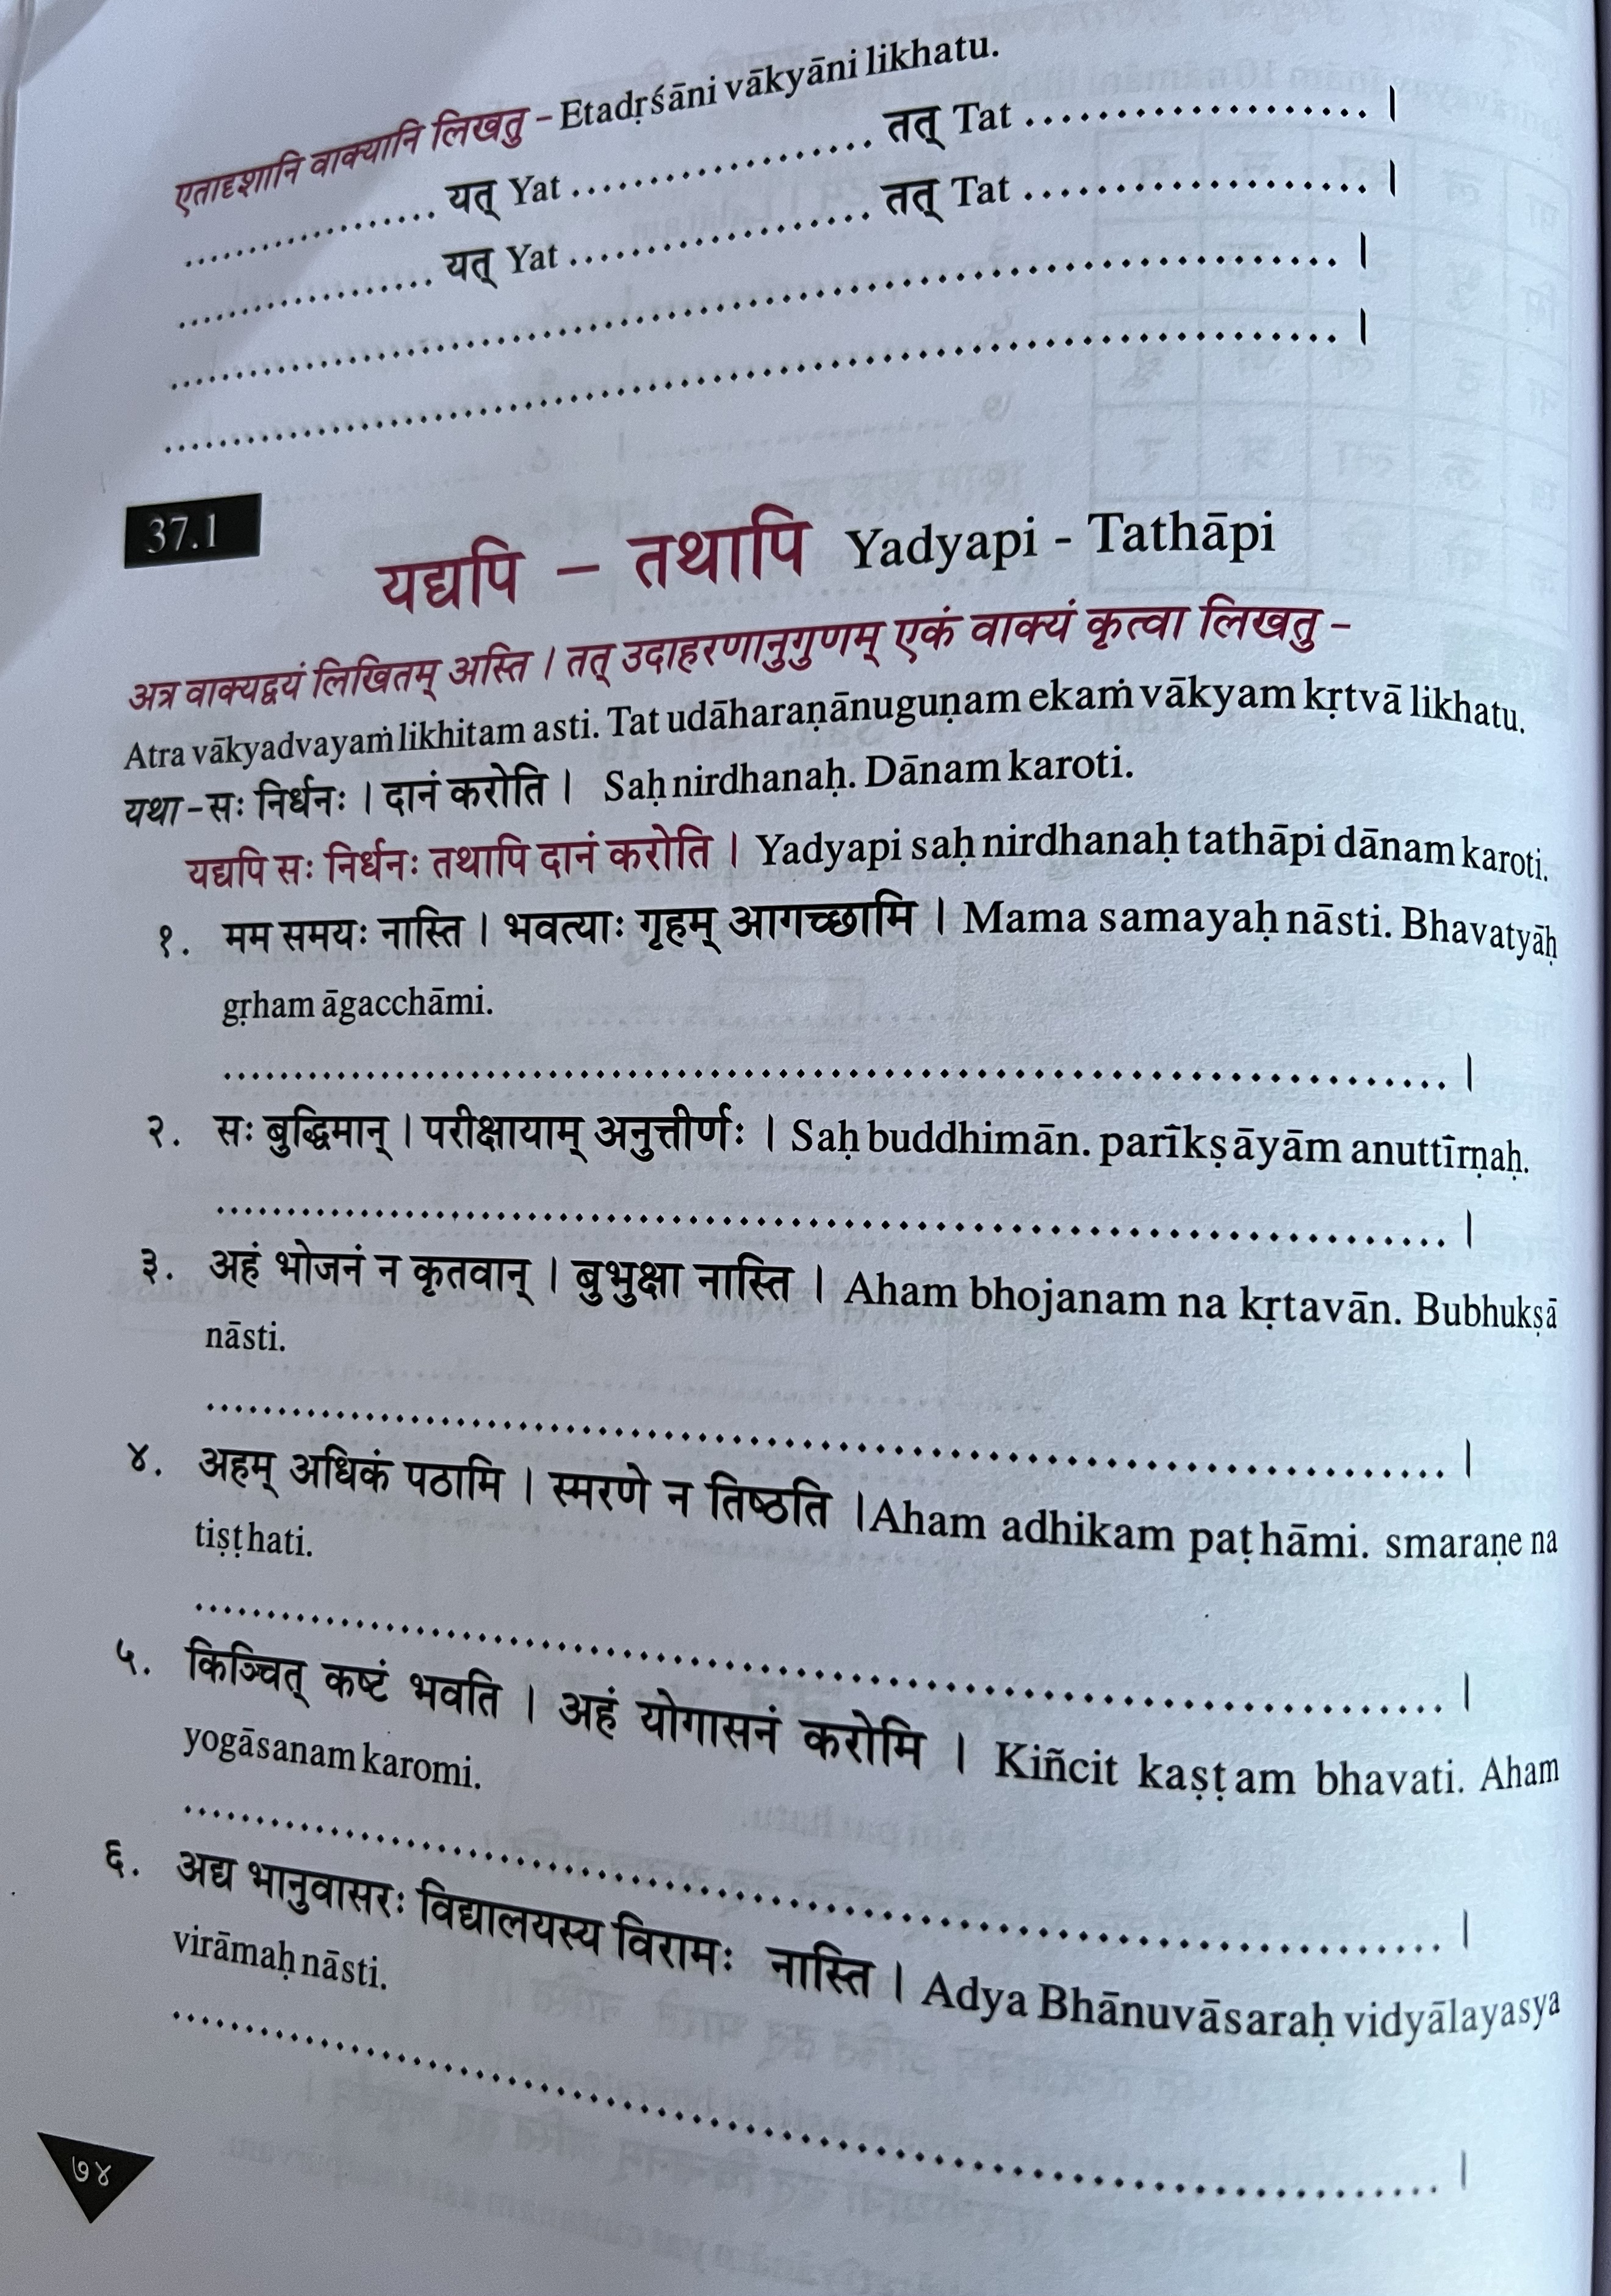 एतादृशानि वाक्यानि लिखतु – Etadṛśāni vākyāni likhatu.
.................. यत् Yat ..................... तत् Tat ..................... |
.................. यत् Yat ..................... तत् Tat ..................... |
............................................................ |
............................................................ |
37.1
यद्यपि – तथापि Yadyapi - Tathāpi
अत्र वाक्यद्वयं लिखितम् अस्ति । तत् उदाहरणानुगुणम् एकं वाक्यं कृत्वा लिखतु –
Atra vākyadvayaṁ likhitam asti. Tat udāharaṇānuguṇam ekaṁ vākyam kṛtvā likhatu.
यथा – सः निर्धनः । दानं करोति । Saḥ nirdhanaḥ. Dānam karoti.
यद्यपि सः निर्धनः तथापि दानं करोति । Yadyapi saḥ nirdhanaḥ tathāpi dānam karoti.
१. मम समयः नास्ति । भवत्याः गृहम् आगच्छामि । Mama samayaḥ nāsti. Bhavatyāḥ
gṛham āgacchāmi.
............................................................ |
२. सः बुद्धिमान् । परीक्षायाम् अनुत्तीर्णः । Saḥ buddhimān. parīkṣāyām anuttīrṇaḥ.
............................................................ |
३. अहं भोजनं न कृतवान् । बुभुक्षा नास्ति । Aham bhojanam na kṛtavān. Bubhukṣā
nāsti.
............................................................ |
४. अहम् अधिकं पठामि । स्मरणे न तिष्ठति । Aham adhikam paṭhāmi. smaraṇe na
tiṣṭhati.
............................................................ |
५. किञ्चित् कष्टं भवति । अहं योगासनं करोमि । Kiñcit kaṣṭam bhavati. Aham
yogāsanam karomi.
............................................................ |
६. अद्य भानुवासरः विद्यालयस्य विरामः नास्ति । Adya Bhānuvāsaraḥ vidyālayasya
virāmaḥ nāsti.
............................................................ |
७४